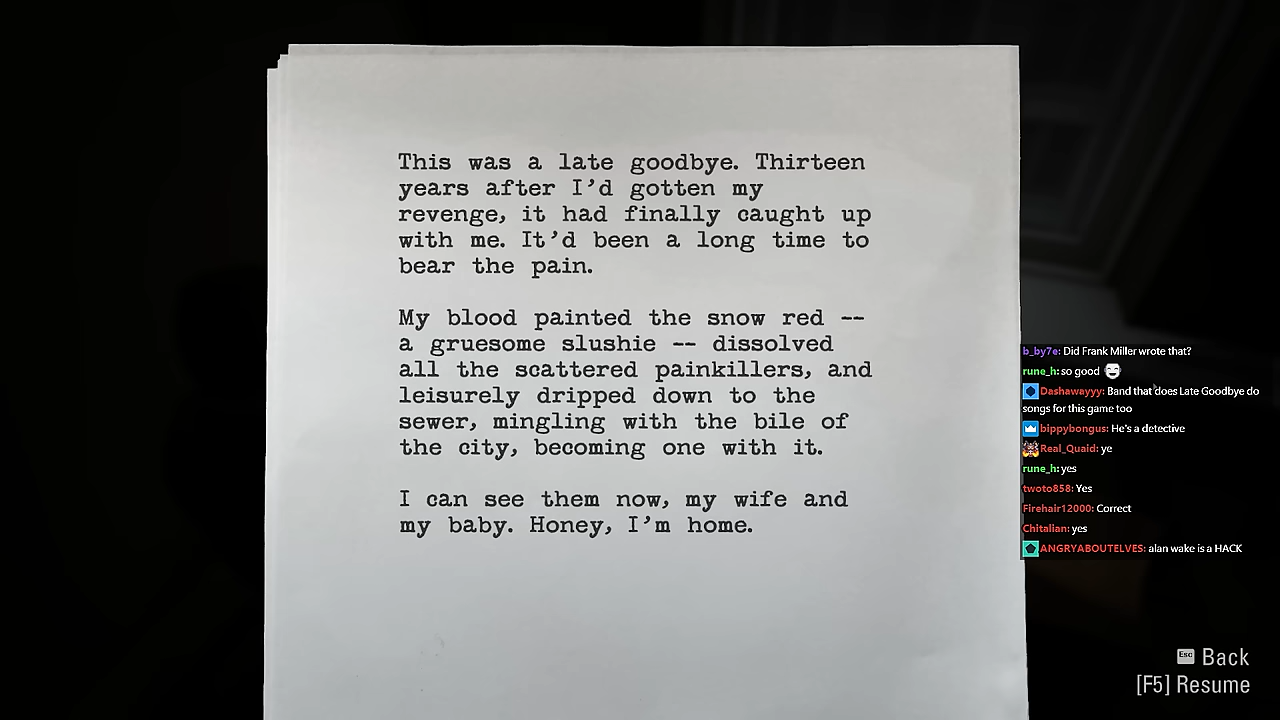 This was a late goodbye. Thirteen
years after I'd gotten my
revenge, it had finally caught up
with me. It'd been a long time to
bear the pain.
My blood painted the snow red --
a gruesome slushie -- dissolved
all the scattered painkillers, and
leisurely dripped down to the
sewer, mingling with the bile of
the city, becoming one with it.
I can see them now, my wife and
my baby. Honey, I'm home.
b_by7e: Did Frank Miller wrote that?
rune_h: so good
Dashawayyy: Band that does Late Goodbye do
songs for this game too
bippybongus: He's a detective
Real_Quaid: ye
rune_h: yes
twoto858: Yes
Firehair12000: Correct
Chitalian: yes
ANGRYABOUTELVES: alan wake is a HACK
Esc Back
[F5] Resume